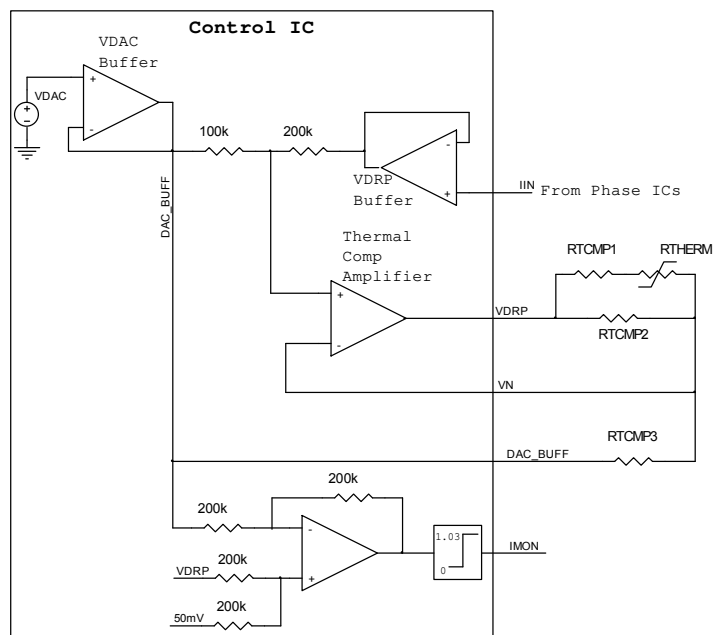 Control IC
VDAC
Buffer
+
-
VDAC
+
-
100k
200k
-
+
VDRP
Buffer
IIN
From Phase ICs
DAC_BUFF
Thermal
Comp
Amplifier
+
-
RTCMP1
RTHERM
VDRP
RTCMP2
VN
RTCMP3
DAC_BUFF
200k
200k
-
+
1.03
0
IMON
VDRP
200k
200k
50mV